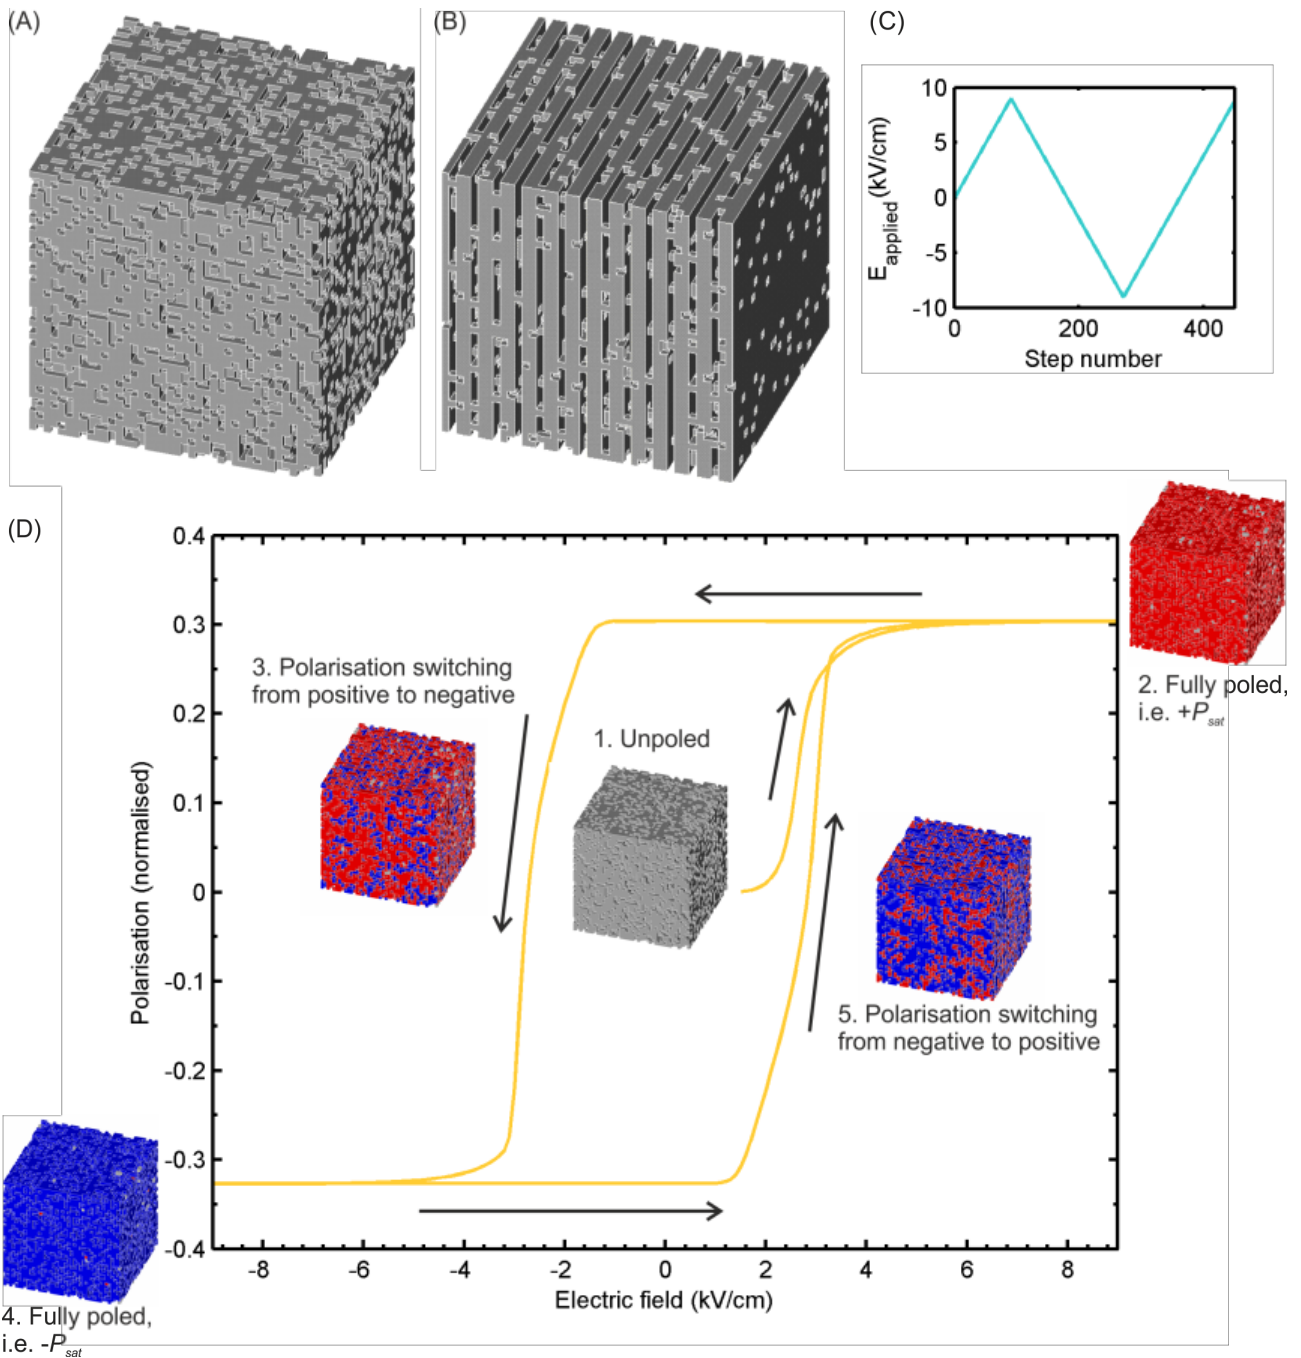 (A)
(B)
(C)
10
5
0
-5
-10
E_applied (kV/cm)
0
200
400
Step number
(D)
0.4
0.3
0.2
0.1
0
-0.1
-0.2
-0.3
-0.4
Polarisation (normalised)
-8
-6
-4
-2
0
2
4
6
8
Electric field (kV/cm)
3. Polarisation switching
from positive to negative
1. Unpoled
2. Fully poled,
i.e. +P_sat
5. Polarisation switching
from negative to positive
4. Fully poled,
i.e. -P_sat